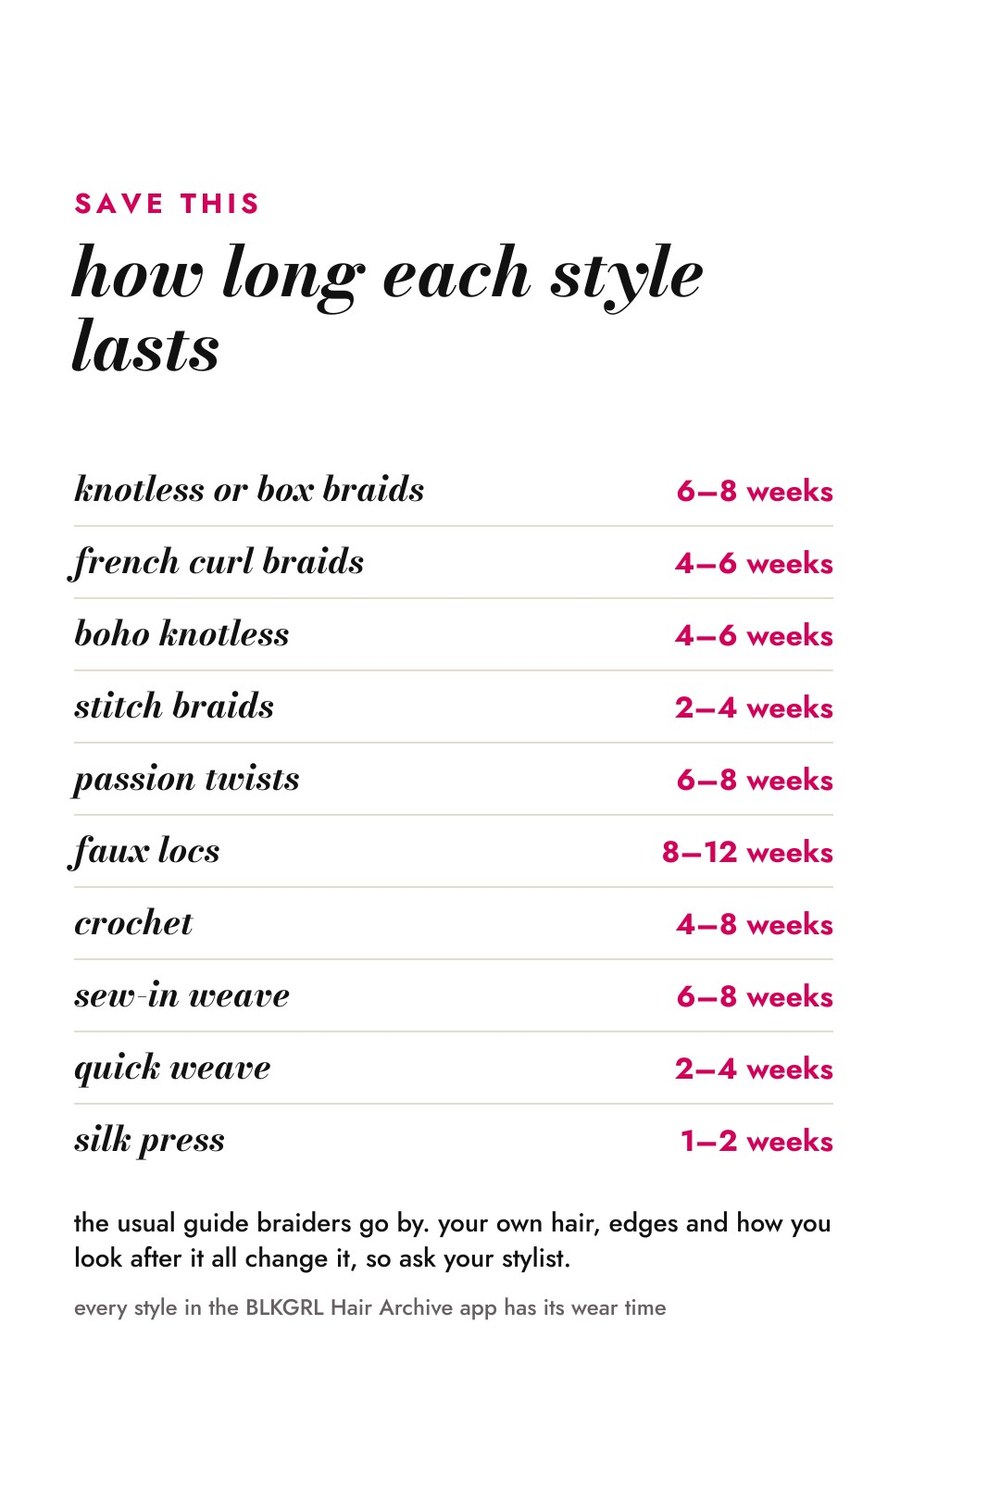 SAVE THIS
how long each style
lasts
knotless or box braids 6–8 weeks
french curl braids 4–6 weeks
boho knotless 4–6 weeks
stitch braids 2–4 weeks
passion twists 6–8 weeks
faux locs 8–12 weeks
crochet 4–8 weeks
sew-in weave 6–8 weeks
quick weave 2–4 weeks
silk press 1–2 weeks
the usual guide braiders go by. your own hair, edges and how you
look after it all change it, so ask your stylist.
every style in the BLKGRL Hair Archive app has its wear time